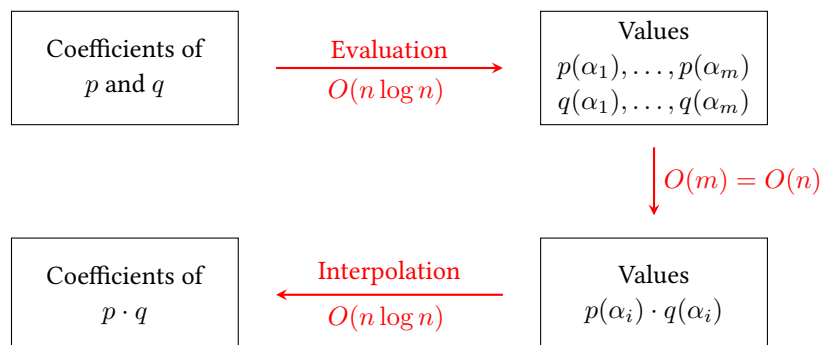 Coefficients of
p and q
Evaluation
O(n log n)
Values
p(α₁), . . . , p(αₘ)
q(α₁), . . . , q(αₘ)
O(m) = O(n)
Coefficients of
p · q
Interpolation
O(n log n)
Values
p(αᵢ) · q(αᵢ)